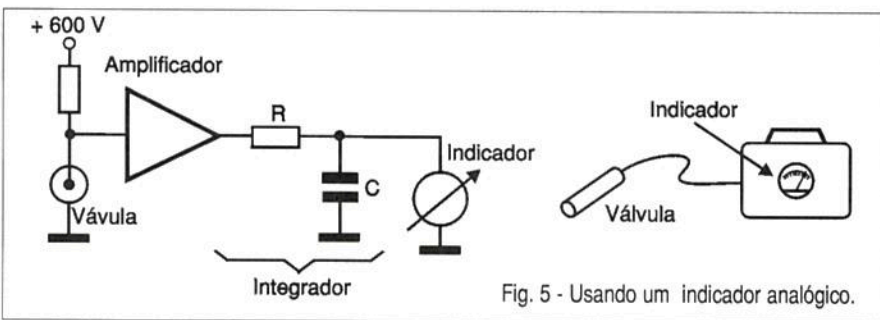 + 600 V
Amplificador
R
Indicador
C
Vávula
Integrador
Indicador
Válvula
Fig. 5 - Usando um indicador analógico.